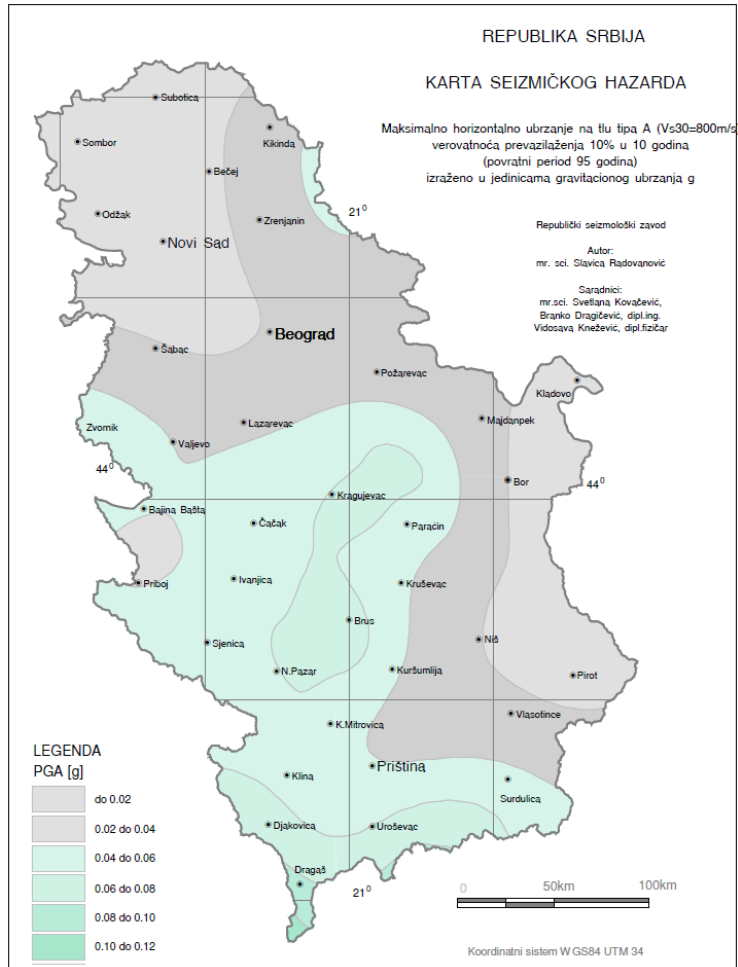 REPUBLIKA SRBIJA
KARTA SEIZMIČKOG HAZARDA
Maksimalno horizontalno ubrzanje na tlu tipa A (Vs30=800m/s)
verovatnoća prevazilaženja 10% u 10 godina
(povratni period 95 godina)
izraženo u jedinicama gravitacionog ubrzanja g
Republički seizmološki zavod
Autor:
mr. sci. Slavica Radovanović
Saradnici:
mr.sci. Svetlana Kovačević,
Branko Dragičević, dipl.ing.
Vidosava Knežević, dipl.fizičar
Subotica
Sombor
Kikinda
Bečej
21⁰
Odžak
Zrenjanin
Novi Sad
Beograd
Šabac
Požarevac
Kladovo
Majdanpek
Lazarevac
Zvornik
Valjevo
44⁰
Bor
44⁰
Kragujevac
Bajina Bašta
Čačak
Paraćin
Priboj
Ivanjica
Kruševac
Brus
Niš
Sjenica
N.Pazar
Kuršumlija
Pirot
Vlasotince
K.Mitrovica
Priština
Klina
Surdulica
Djakovica
Uroševac
Dragaš
21⁰
LEGENDA
PGA [g]
do 0.02
0.02 do 0.04
0.04 do 0.06
0.06 do 0.08
0.08 do 0.10
0.10 do 0.12
0 50km 100km
Koordinatni sistem WGS84 UTM 34